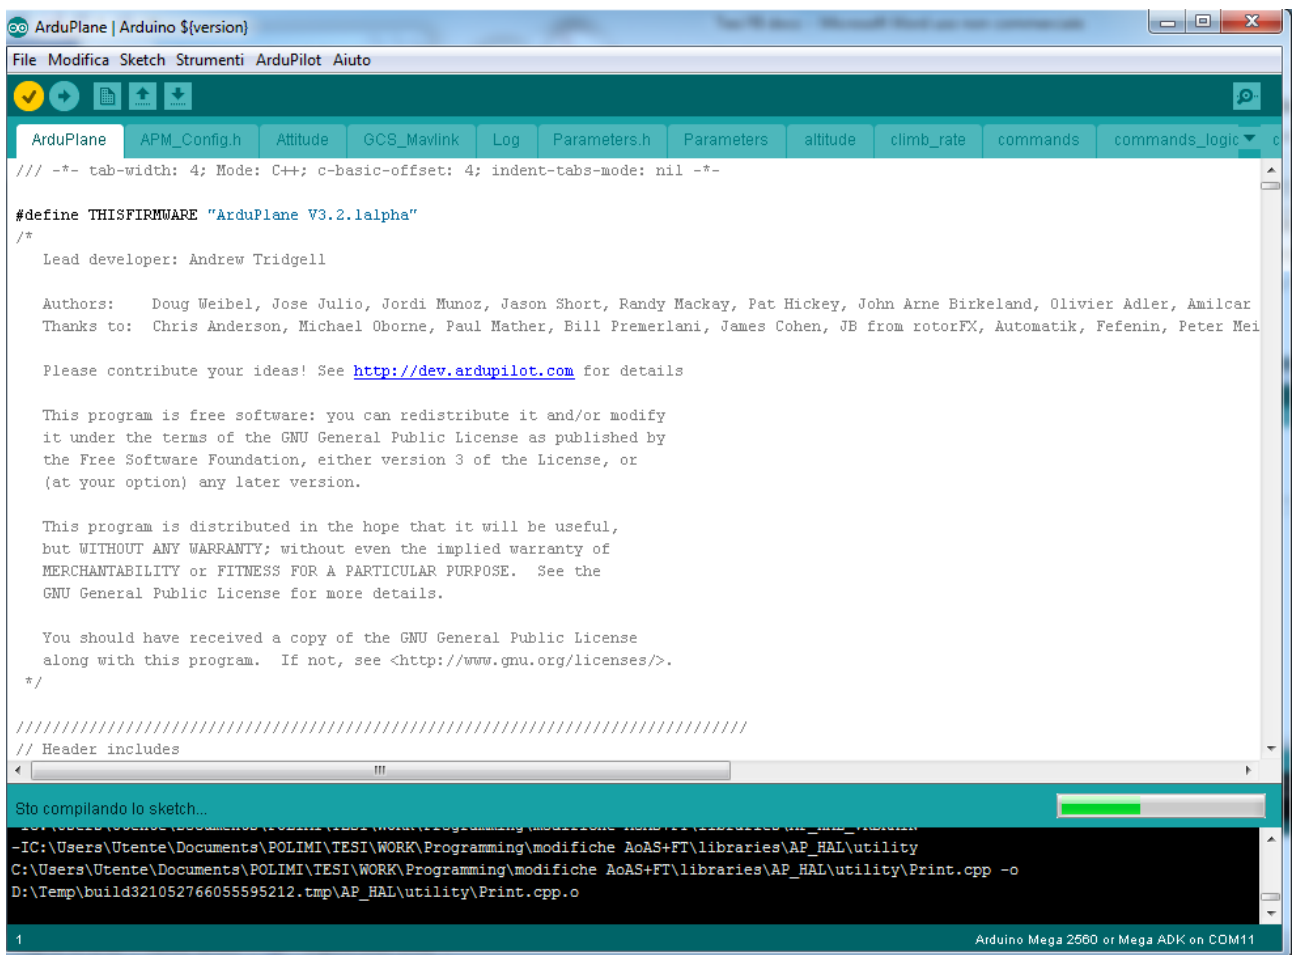 ArduPlane | Arduino ${version}
File Modifica Sketch Strumenti ArduPilot Aiuto
ArduPlane APM_Config.h Attitude GCS_Mavlink Log Parameters.h Parameters altitude climb_rate commands commands_logic c
/// -*- tab-width: 4; Mode: C++; c-basic-offset: 4; indent-tabs-mode: nil -*-
#define THISFIRMWARE "ArduPlane V3.2.1alpha"
/*
Lead developer: Andrew Tridgell
Authors: Doug Weibel, Jose Julio, Jordi Munoz, Jason Short, Randy Mackay, Pat Hickey, John Arne Birkeland, Olivier Adler, Amilcar
Thanks to: Chris Anderson, Michael Oborne, Paul Mather, Bill Premerlani, James Cohen, JB from rotorFX, Automatik, Fefenin, Peter Mei
Please contribute your ideas! See http://dev.ardupilot.com for details
This program is free software: you can redistribute it and/or modify
it under the terms of the GNU General Public License as published by
the Free Software Foundation, either version 3 of the License, or
(at your option) any later version.
This program is distributed in the hope that it will be useful,
but WITHOUT ANY WARRANTY; without even the implied warranty of
MERCHANTABILITY or FITNESS FOR A PARTICULAR PURPOSE. See the
GNU General Public License for more details.
You should have received a copy of the GNU General Public License
along with this program. If not, see <http://www.gnu.org/licenses/>.
*/
/////////////////////////////////////////////////////////////////////////////////
// Header includes
Sto compilando lo sketch...
-IC:\Users\Utente\Documents\POLIMI\TESI\WORK\Programming\modifiche AoAS+FT\libraries\AP_HAL\utility
C:\Users\Utente\Documents\POLIMI\TESI\WORK\Programming\modifiche AoAS+FT\libraries\AP_HAL\utility\Print.cpp -o
D:\Temp\build321052766055595212.tmp\AP_HAL\utility\Print.cpp.o
1 Arduino Mega 2560 or Mega ADK on COM11